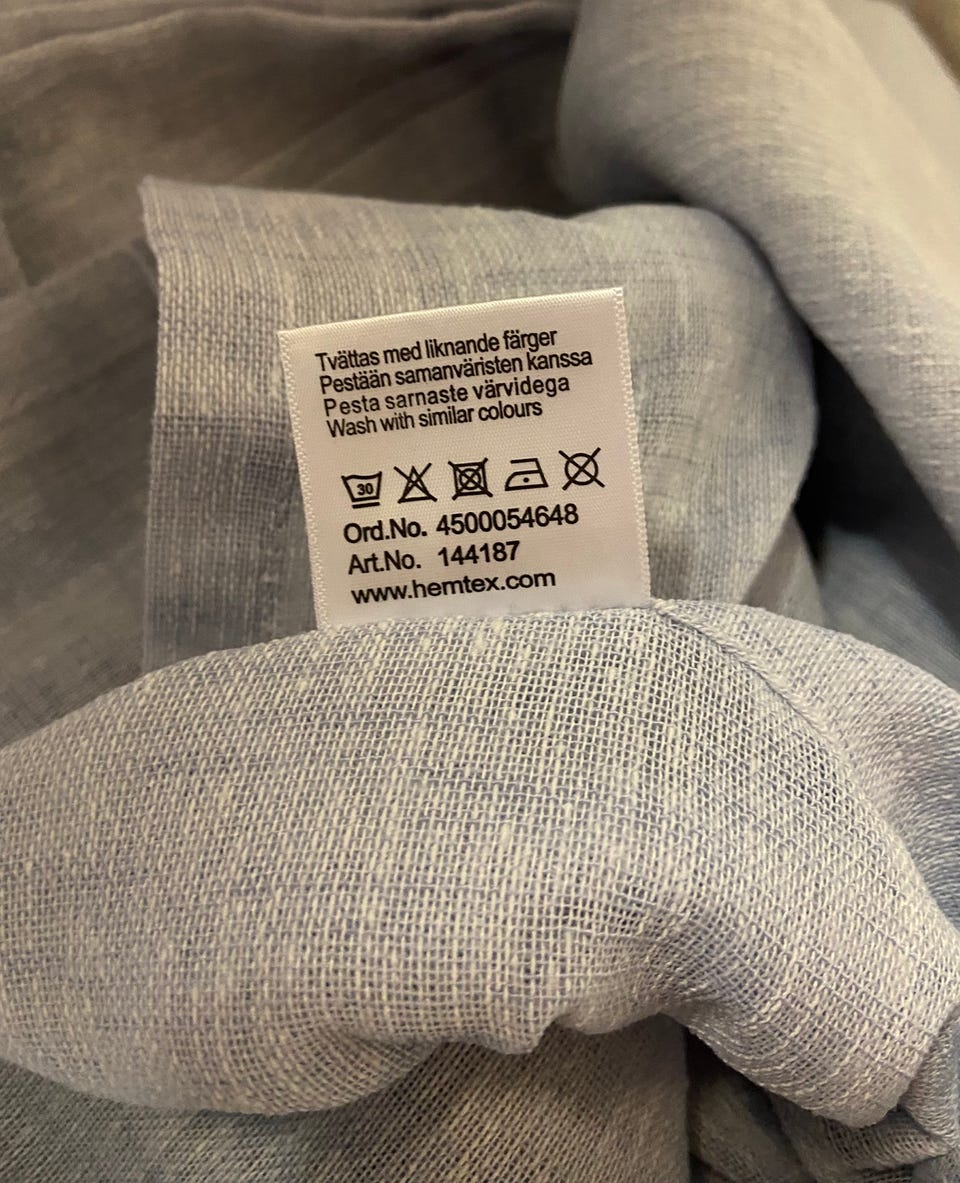 Tvättas med liknande färger
Pestään samanväristen kanssa
Pesta sarnaste värvidega
Wash with similar colours
30
Ord.No. 4500054648
Art.No. 144187
www.hemtex.com